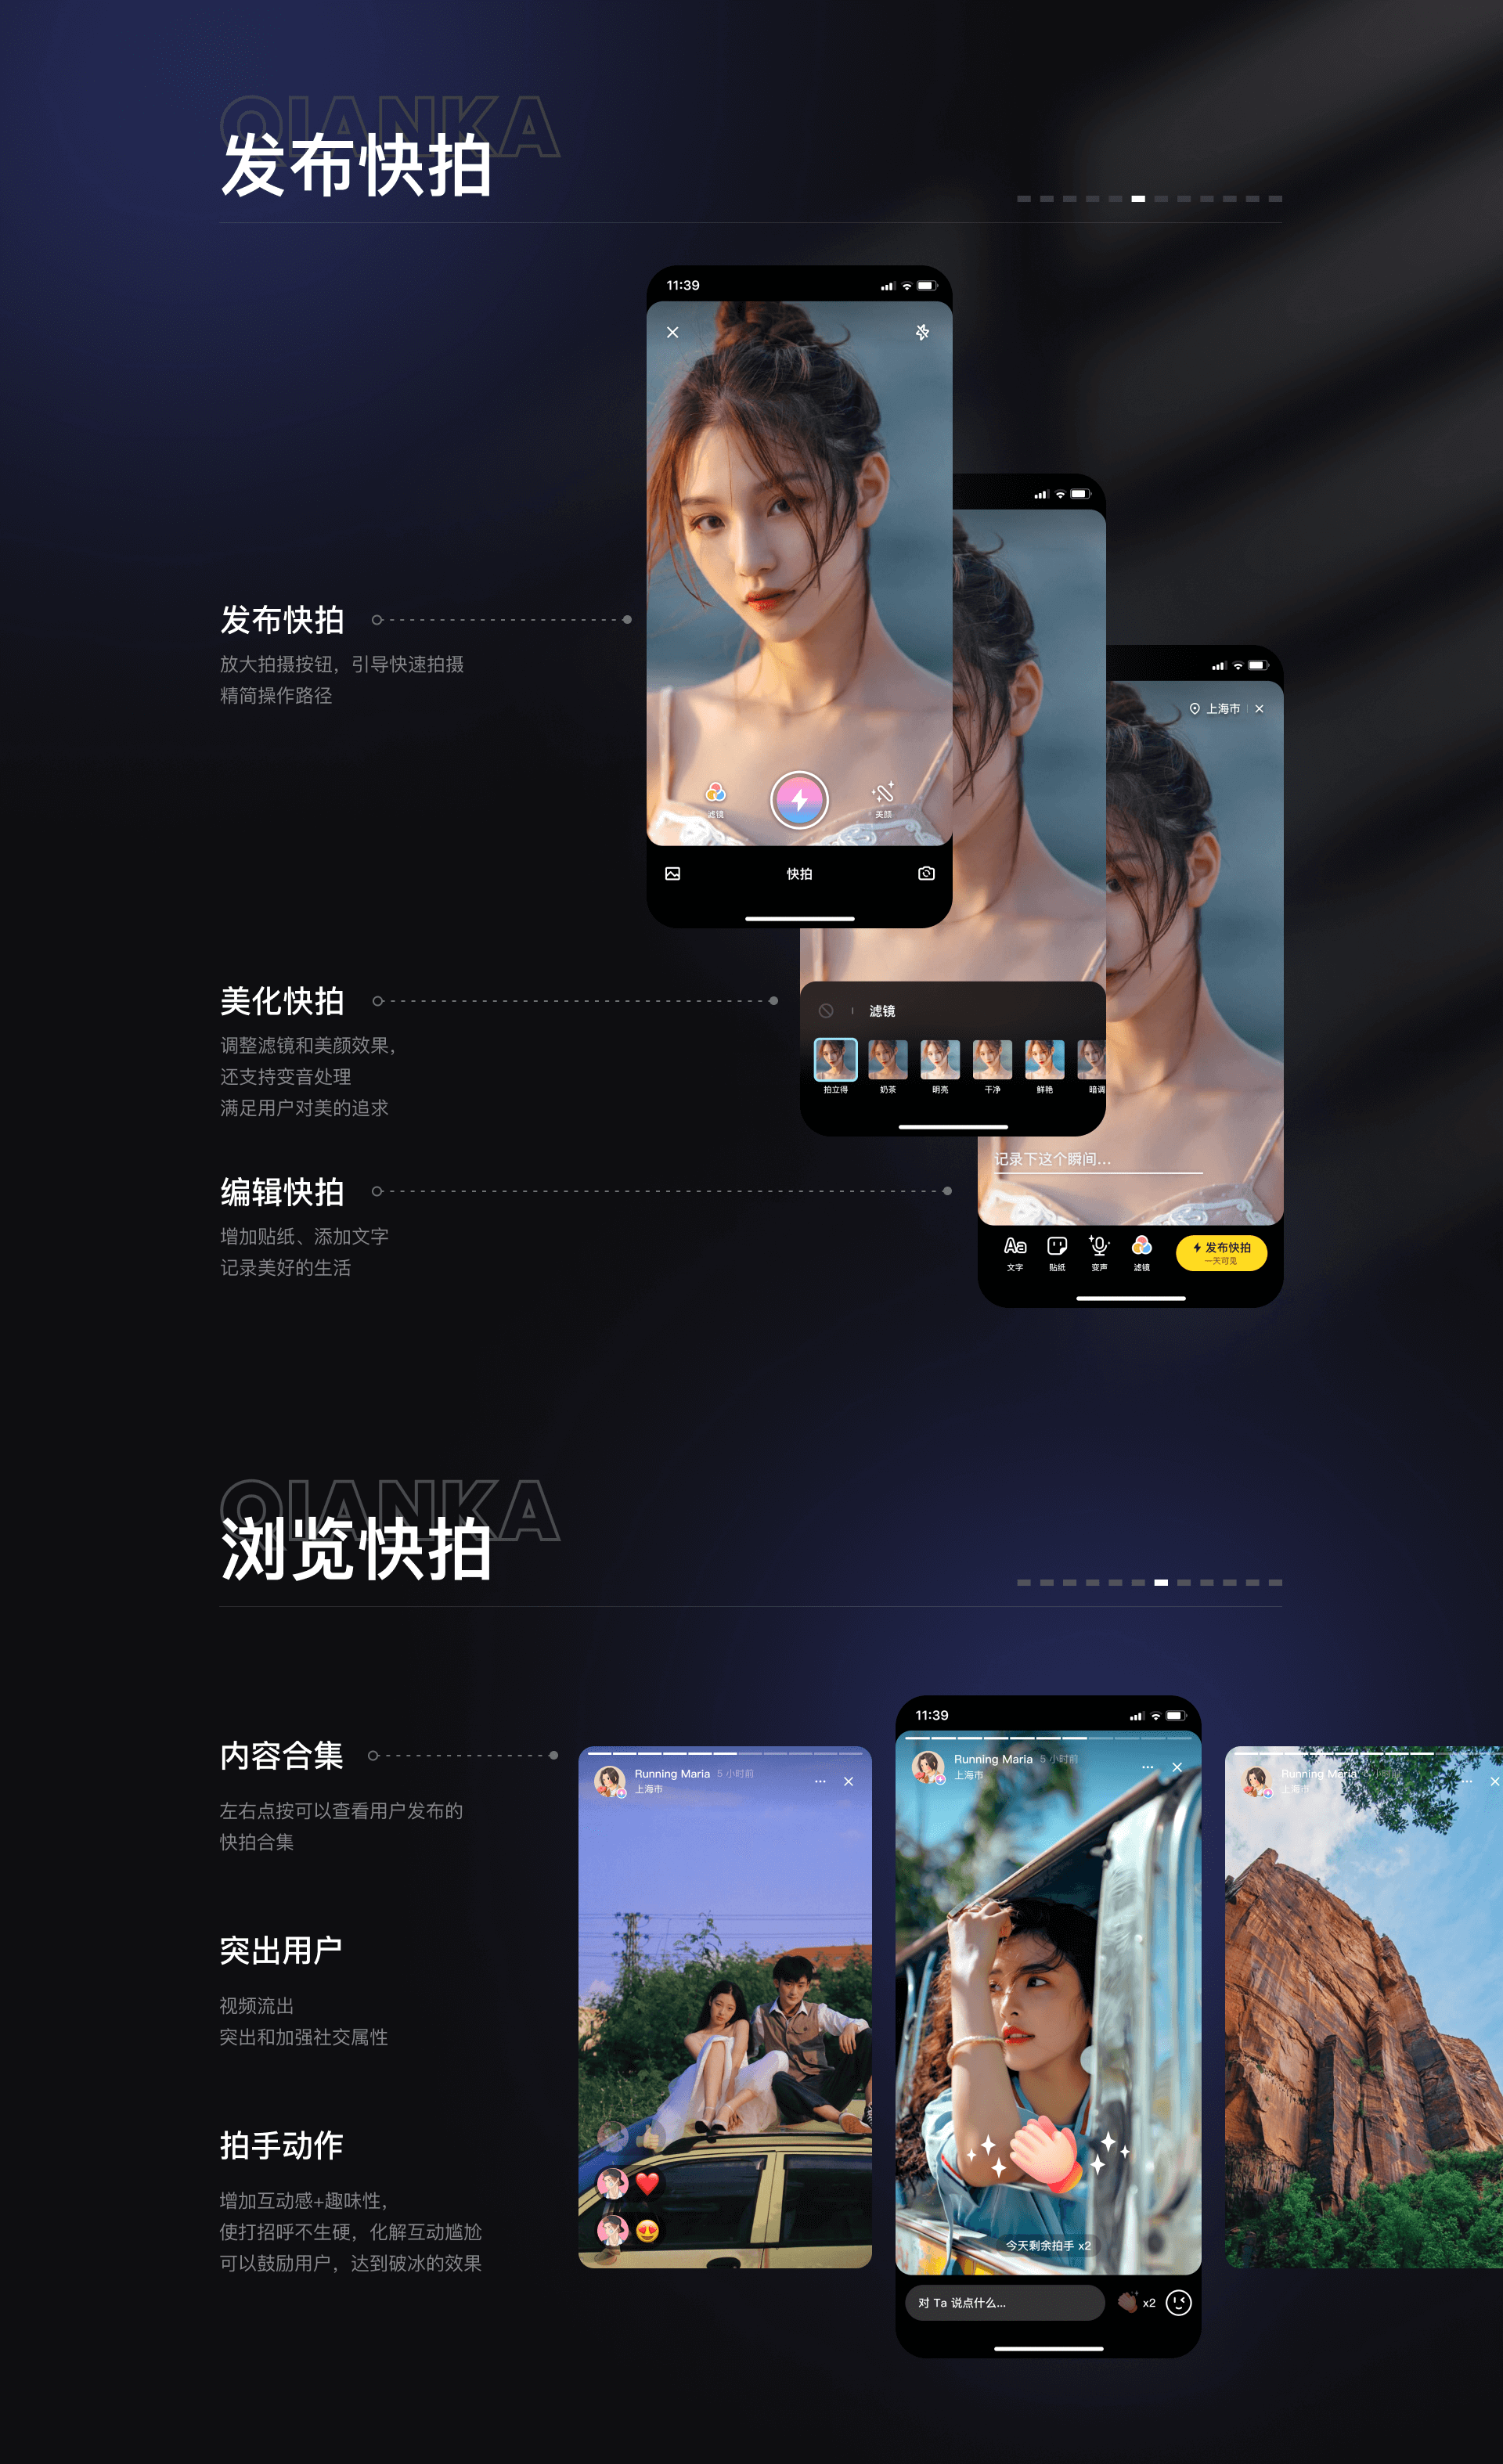 QIANKA
发布快拍
11:39
滤镜
美颜
快拍
发布快拍
放大拍摄按钮，引导快速拍摄
精简操作路径
上海市
美化快拍
调整滤镜和美颜效果，
还支持变音处理
满足用户对美的追求
滤镜
拍立得 奶茶 明亮 干净 鲜艳 暗调
编辑快拍
增加贴纸、添加文字
记录美好的生活
记录下这个瞬间...
文字 贴纸 变声 滤镜
发布快拍
一天可见
QIANKA
浏览快拍
内容合集
左右点按可以查看用户发布的
快拍合集
突出用户
视频流出
突出和加强社交属性
拍手动作
增加互动感+趣味性，
使打招呼不生硬，化解互动尴尬
可以鼓励用户，达到破冰的效果
Running Maria 5 小时前
上海市
11:39
Running Maria 5 小时前
上海市
今天剩余拍手 x2
对 Ta 说点什么...
x2
Running Maria
上海市